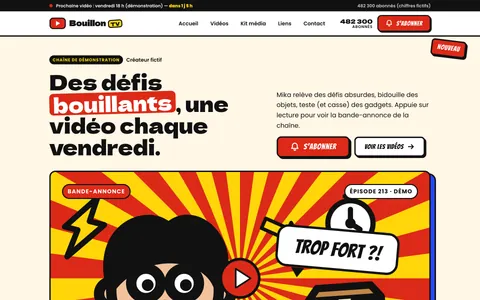 Prochaine vidéo : vendredi 18 h (démonstration) — dans 1 j 5 h
482 300 abonnés (chiffres fictifs)
Bouillon TV
Accueil
Vidéos
Kit média
Liens
Contact
482 300
ABONNÉS
S'ABONNER
NOUVEAU
CHAÎNE DE DÉMONSTRATION
Créateur fictif
Des défis
bouillants, une
vidéo chaque
vendredi.
Mika relève des défis absurdes, bidouille des
objets, teste (et casse) des gadgets. Appuie sur
lecture pour voir la bande-annonce de la
chaîne.
S'ABONNER
VOIR LES VIDÉOS →
BANDE-ANNONCE
ÉPISODE 213 · DÉMO
TROP FORT ?!